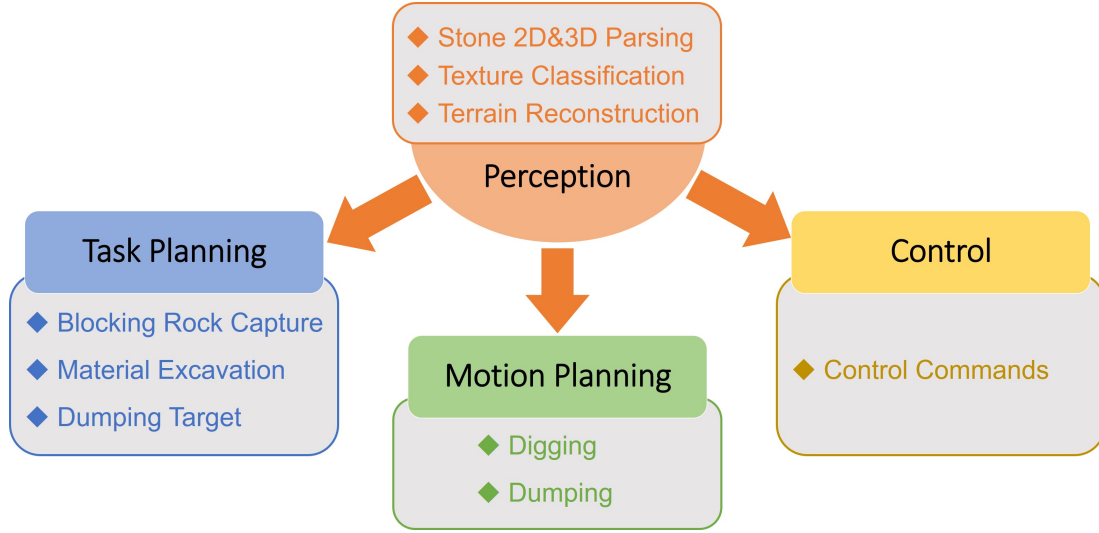 Stone 2D&3D Parsing
Texture Classification
Terrain Reconstruction
Perception
Task Planning
Blocking Rock Capture
Material Excavation
Dumping Target
Motion Planning
Digging
Dumping
Control
Control Commands